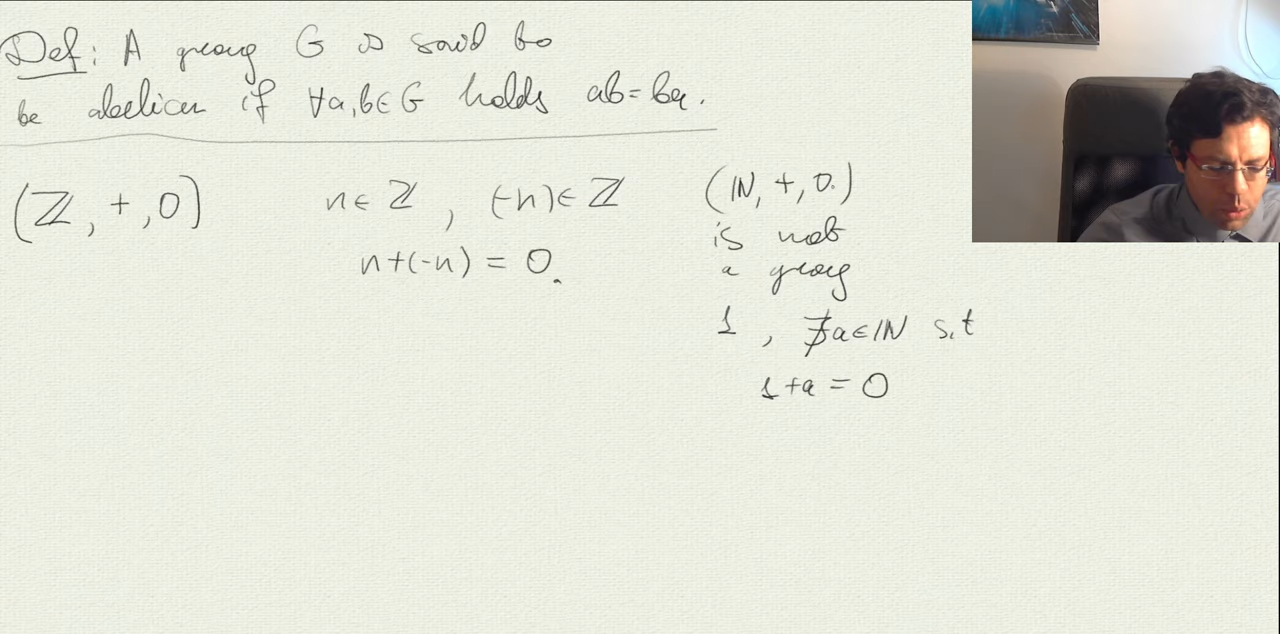 Def: A group G is said to
be abelian if ∀a,b∈G holds ab=ba.
(ℤ, +, 0)
n∈ℤ, (-n)∈ℤ
n+(-n) = 0.
(ℕ, +, 0.)
is not
a group
1, ∄a∈ℕ s.t
1+a = 0